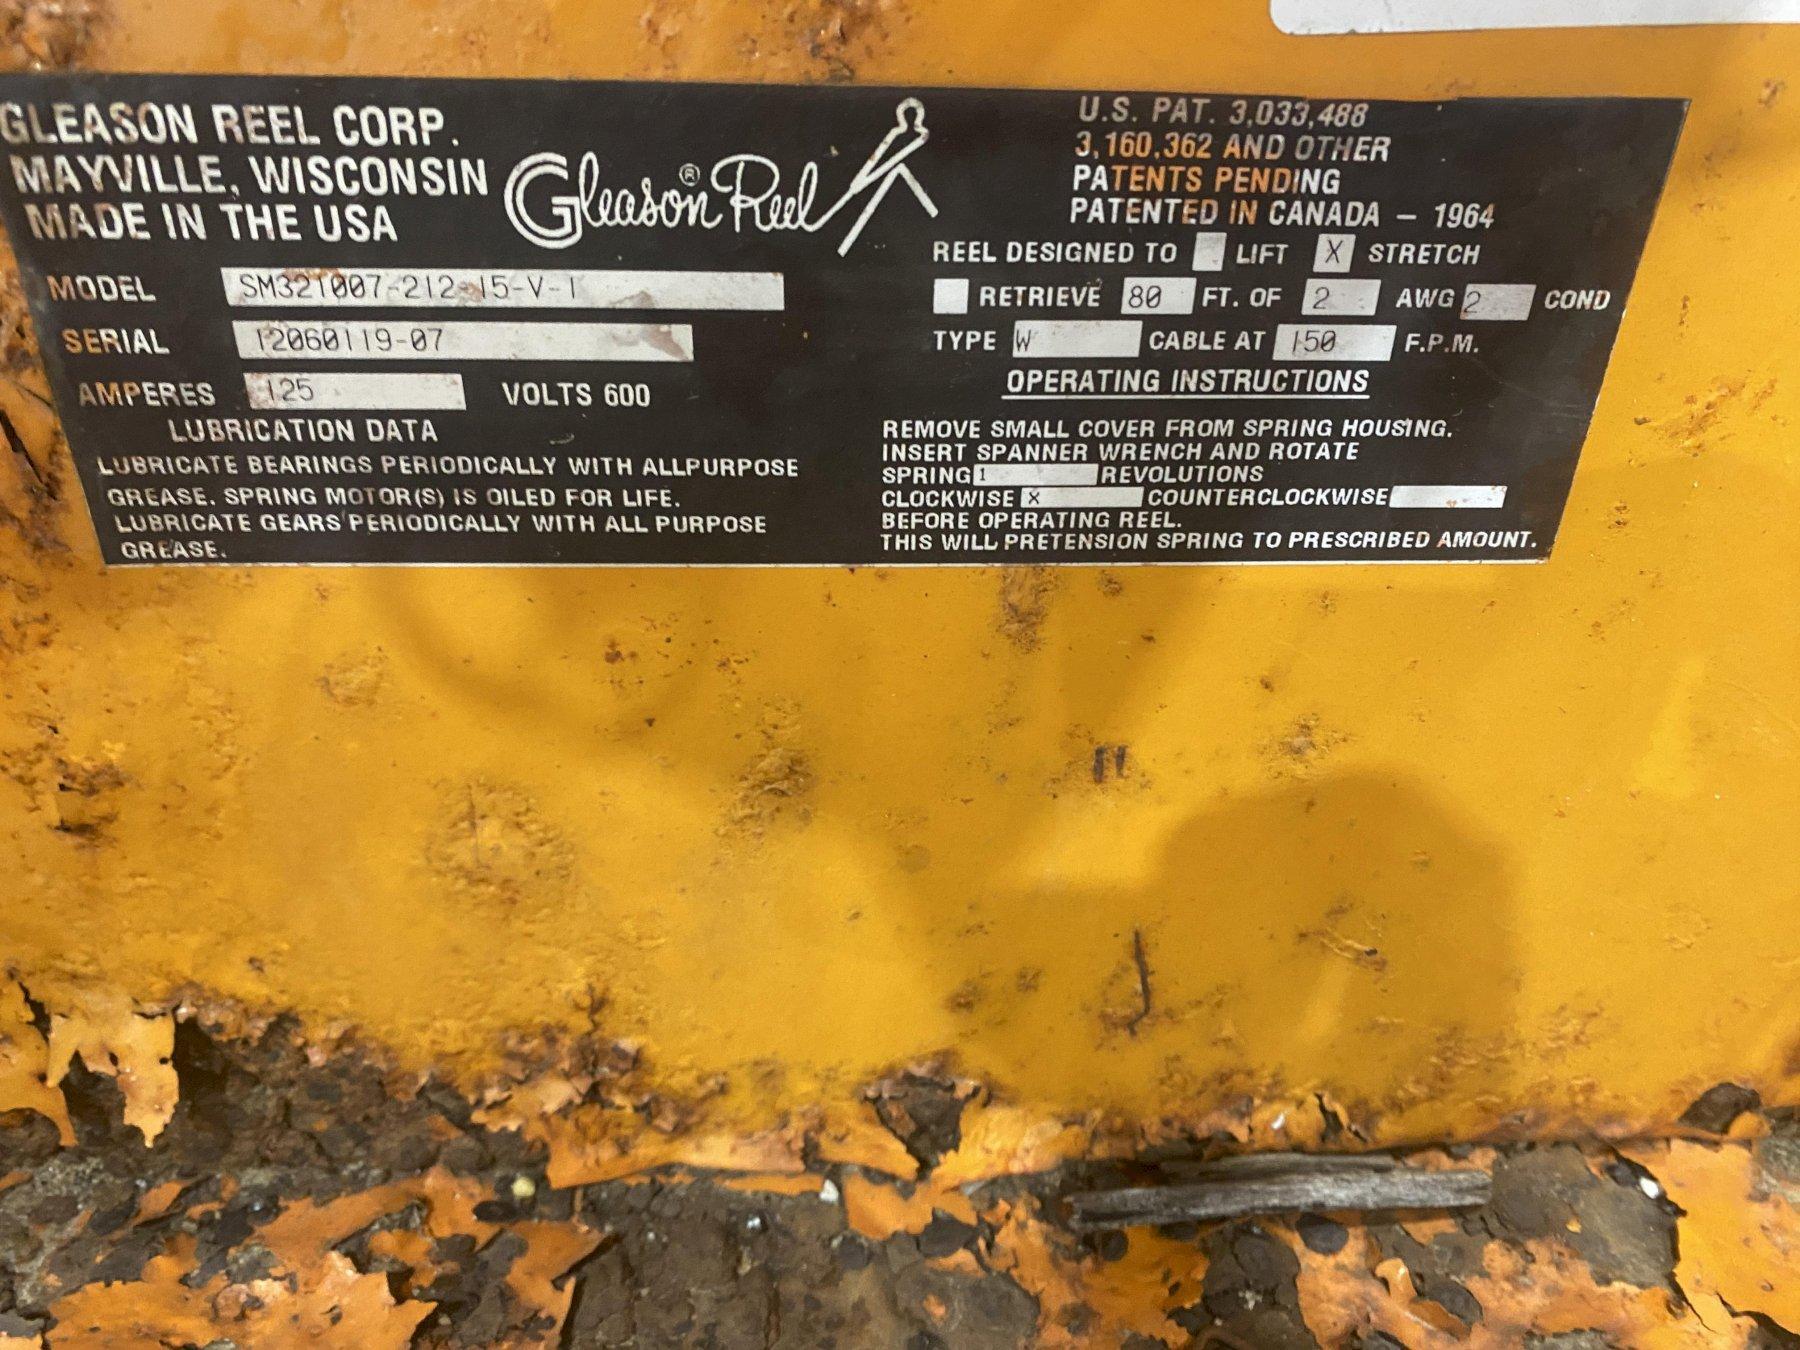 GLEASON REEL CORP.
MAYVILLE, WISCONSIN
MADE IN THE USA
Gleason® Reel
MODEL SM321007-212-15-V-1
SERIAL 12060119-07
AMPERES 125 VOLTS 600
LUBRICATION DATA
LUBRICATE BEARINGS PERIODICALLY WITH ALLPURPOSE
GREASE. SPRING MOTOR(S) IS OILED FOR LIFE.
LUBRICATE GEARS PERIODICALLY WITH ALL PURPOSE
GREASE.
U.S. PAT. 3,033,488
3,160,362 AND OTHER
PATENTS PENDING
PATENTED IN CANADA – 1964
REEL DESIGNED TO LIFT X STRETCH
RETRIEVE 80 FT. OF 2 AWG 2 COND
TYPE W CABLE AT 150 F.P.M.
OPERATING INSTRUCTIONS
REMOVE SMALL COVER FROM SPRING HOUSING.
INSERT SPANNER WRENCH AND ROTATE
SPRING 1 REVOLUTIONS
CLOCKWISE X COUNTERCLOCKWISE
BEFORE OPERATING REEL.
THIS WILL PRETENSION SPRING TO PRESCRIBED AMOUNT.